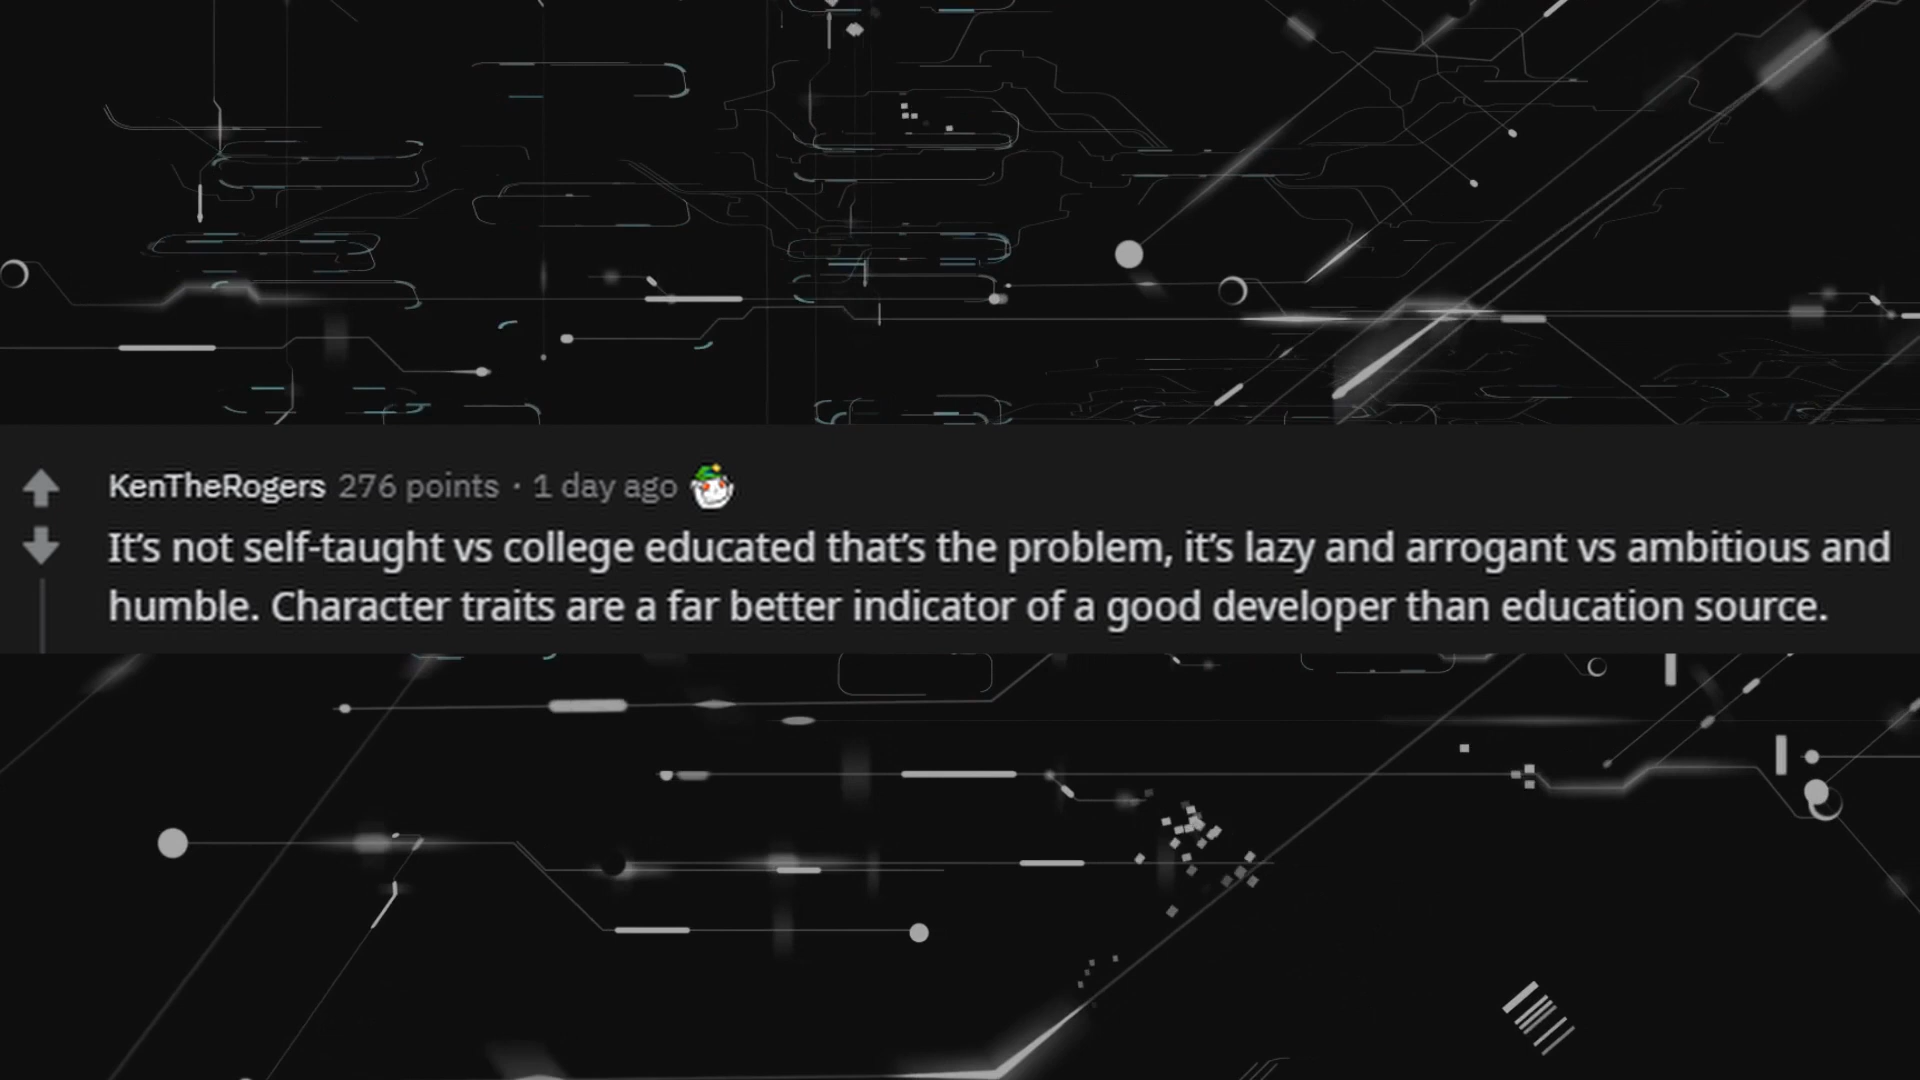 KenTheRogers 276 points · 1 day ago
It's not self-taught vs college educated that's the problem, it's lazy and arrogant vs ambitious and
humble. Character traits are a far better indicator of a good developer than education source.